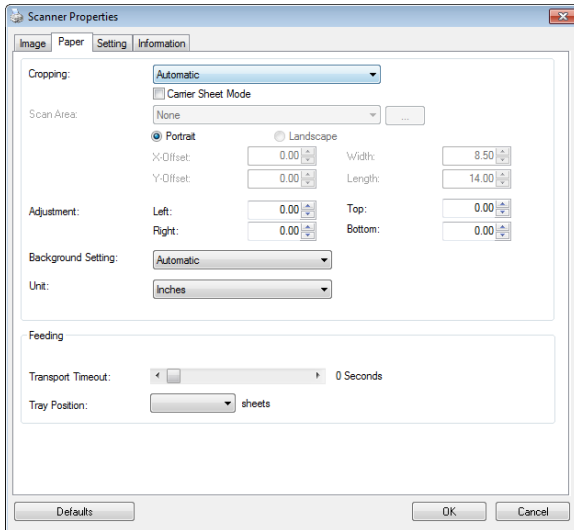 Scanner Properties
Image Paper Setting Information
Cropping: Automatic
Carrier Sheet Mode
Scan Area: None ...
Portrait Landscape
X-Offset: 0.00 Width: 8.50
Y-Offset: 0.00 Length: 14.00
Adjustment: Left: 0.00 Top: 0.00
Right: 0.00 Bottom: 0.00
Background Setting: Automatic
Unit: Inches
Feeding
Transport Timeout: 0 Seconds
Tray Position: sheets
Defaults OK Cancel